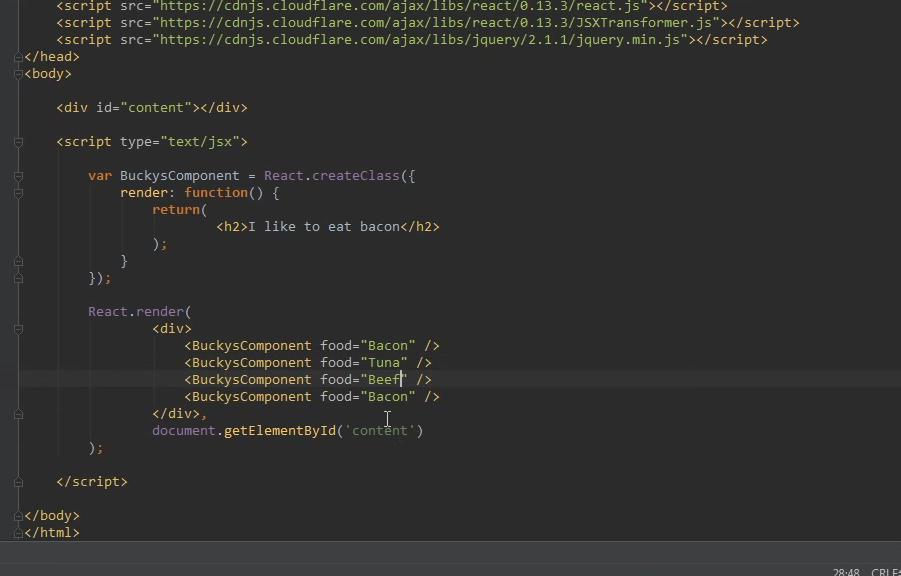 <script src="https://cdnjs.cloudflare.com/ajax/libs/react/0.13.3/react.js"></script>
<script src="https://cdnjs.cloudflare.com/ajax/libs/react/0.13.3/JSXTransformer.js"></script>
<script src="https://cdnjs.cloudflare.com/ajax/libs/jquery/2.1.1/jquery.min.js"></script>
</head>
<body>
<div id="content"></div>
<script type="text/jsx">
var BuckysComponent = React.createClass({
render: function() {
return(
<h2>I like to eat bacon</h2>
);
}
});
React.render(
<div>
<BuckysComponent food="Bacon" />
<BuckysComponent food="Tuna" />
<BuckysComponent food="Beef" />
<BuckysComponent food="Bacon" />
</div>,
document.getElementById('content')
);
</script>
</body>
</html>
28:48 CRLF